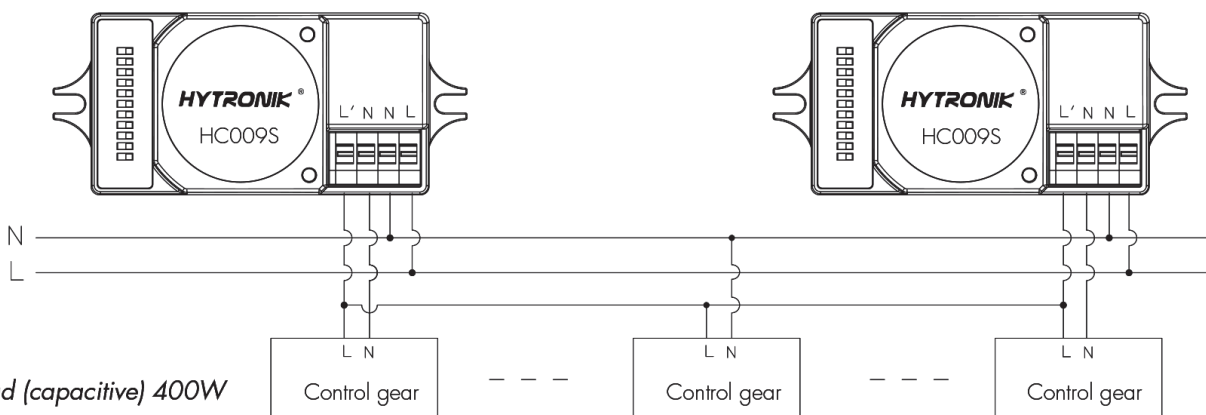 HYTRONIK ®
HC009S
L' N N L
HYTRONIK ®
HC009S
L' N N L
N
L
L N
L N
L N
(capacitive) 400W
Control gear
Control gear
Control gear